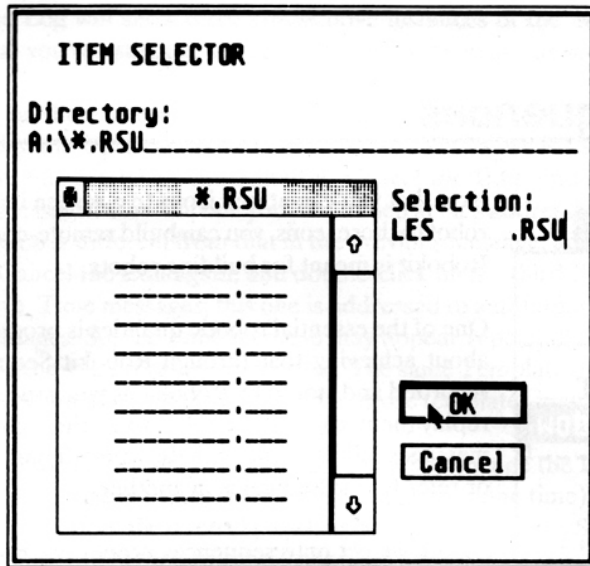 ITEM SELECTOR
Directory:
A:\*.RSU_
*.RSU
Selection:
LES .RSU
OK
Cancel